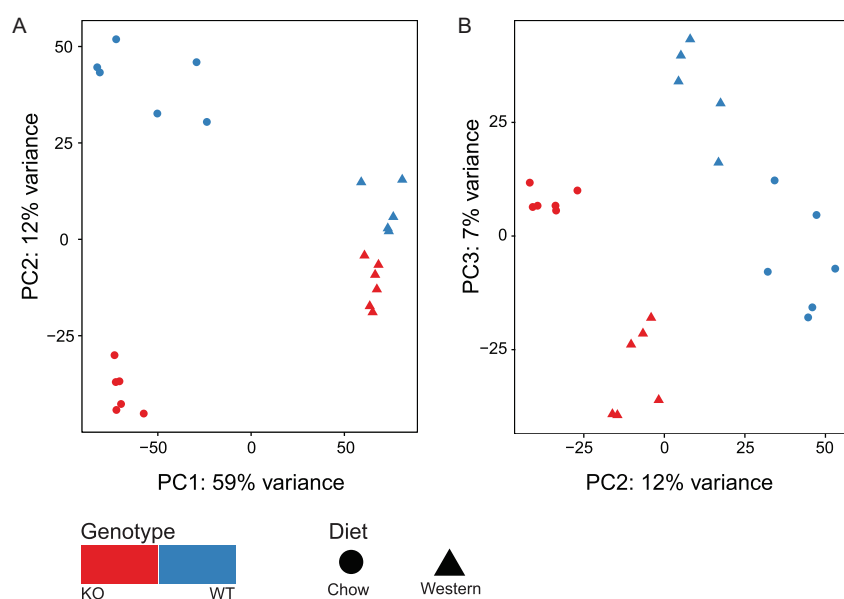 A
50
25
0
−25
PC2: 12% variance
−50
0
50
PC1: 59% variance
B
25
0
−25
PC3: 7% variance
−25
0
25
50
PC2: 12% variance
Genotype
KO
WT
Diet
Chow
Western